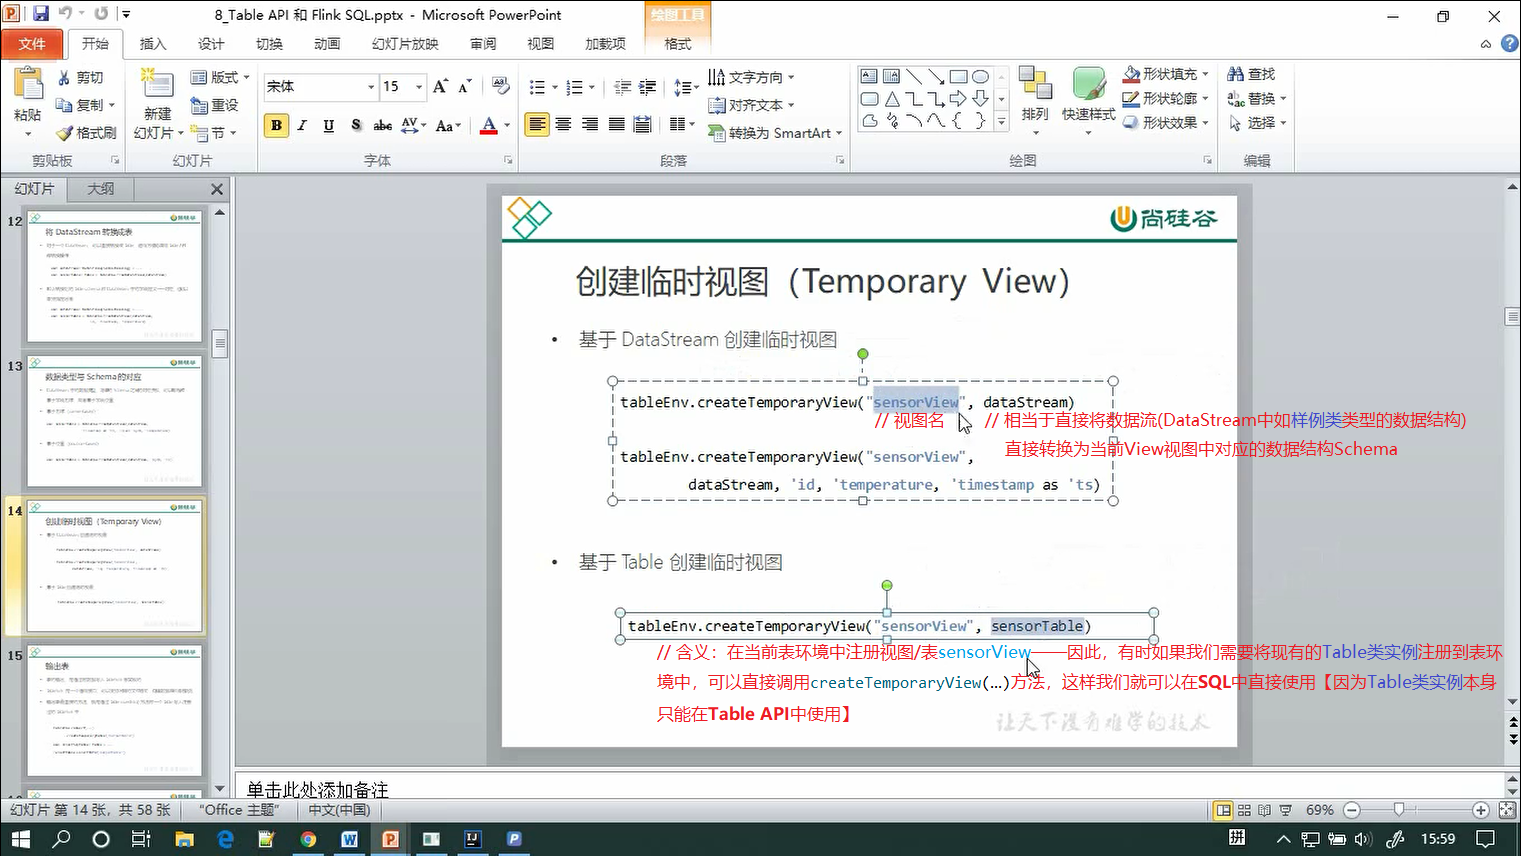 8_Table API 和 Flink SQL.pptx - Microsoft PowerPoint
绘图工具
文件 开始 插入 设计 切换 动画 幻灯片放映 审阅 视图 加载项 格式
粘贴 剪切 复制 格式刷
剪贴板
新建 幻灯片 版式 重设 节
幻灯片
宋体 15
B I U S abc AV Aa A
字体
文字方向
对齐文本
转换为 SmartArt
段落
排列 快速样式
形状填充
形状轮廓
形状效果
绘图
查找
替换
选择
编辑
幻灯片 大纲
12
将 DataStream 转换成表
13
数据类型与 Schema 的对应
14
创建临时视图（Temporary View）
15
输出表
尚硅谷
创建临时视图（Temporary View）
• 基于 DataStream 创建临时视图
tableEnv.createTemporaryView("sensorView", dataStream)
// 视图名 // 相当于直接将数据流(DataStream中如样例类类型的数据结构)
直接转换为当前View视图中对应的数据结构Schema
tableEnv.createTemporaryView("sensorView",
dataStream, 'id, 'temperature, 'timestamp as 'ts)
• 基于 Table 创建临时视图
tableEnv.createTemporaryView("sensorView", sensorTable)
// 含义：在当前表环境中注册视图/表sensorView——因此，有时如果我们需要将现有的Table类实例注册到表环
境中，可以直接调用createTemporaryView(...)方法，这样我们就可以在SQL中直接使用【因为Table类实例本身
只能在Table API中使用】
让天下没有难学的技术
单击此处添加备注
幻灯片 第 14 张，共 58 张 "Office 主题" 中文(中国) 69%
拼 15:59